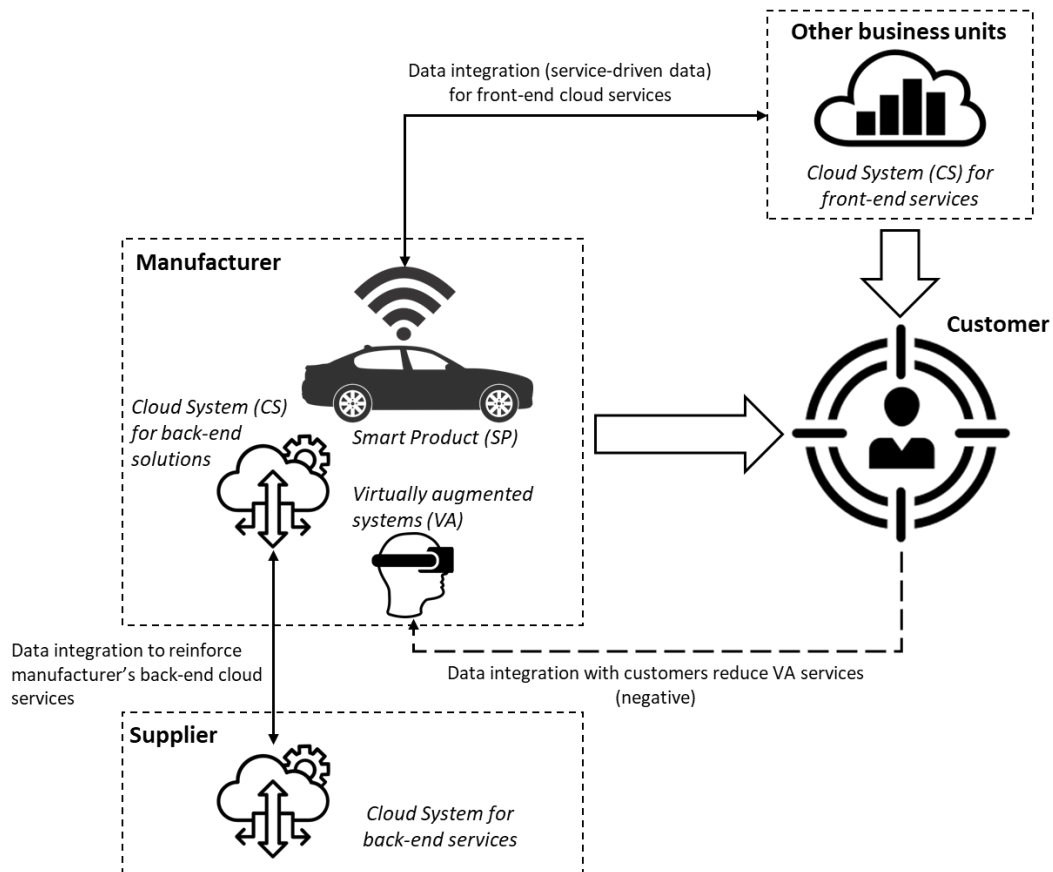 Other business units
Data integration (service-driven data)
for front-end cloud services
Cloud System (CS) for
front-end services
Manufacturer
Customer
Cloud System (CS)
for back-end
solutions
Smart Product (SP)
Virtually augmented
systems (VA)
Data integration to reinforce
manufacturer’s back-end cloud
services
Data integration with customers reduce VA services
(negative)
Supplier
Cloud System for
back-end services